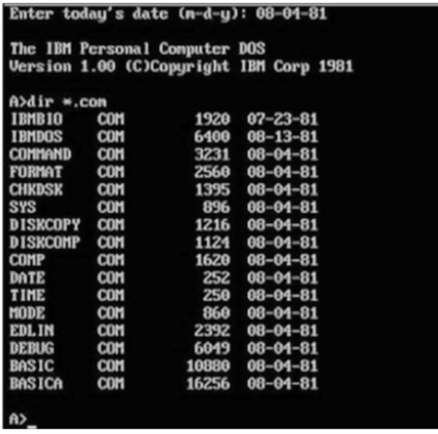 Enter today's date (m-d-y): 08-04-81
The IBM Personal Computer DOS
Version 1.00 (C)Copyright IBM Corp 1981
A>dir *.com
IBMBIO COM 1920 07-23-81
IBMDOS COM 6400 08-13-81
COMMAND COM 3231 08-04-81
FORMAT COM 2560 08-04-81
CHKDSK COM 1395 08-04-81
SYS COM 896 08-04-81
DISKCOPY COM 1216 08-04-81
DISKCOMP COM 1124 08-04-81
COMP COM 1620 08-04-81
DATE COM 252 08-04-81
TIME COM 250 08-04-81
MODE COM 860 08-04-81
EDLIN COM 2392 08-04-81
DEBUG COM 6049 08-04-81
BASIC COM 10880 08-04-81
BASICA COM 16256 08-04-81
A>_